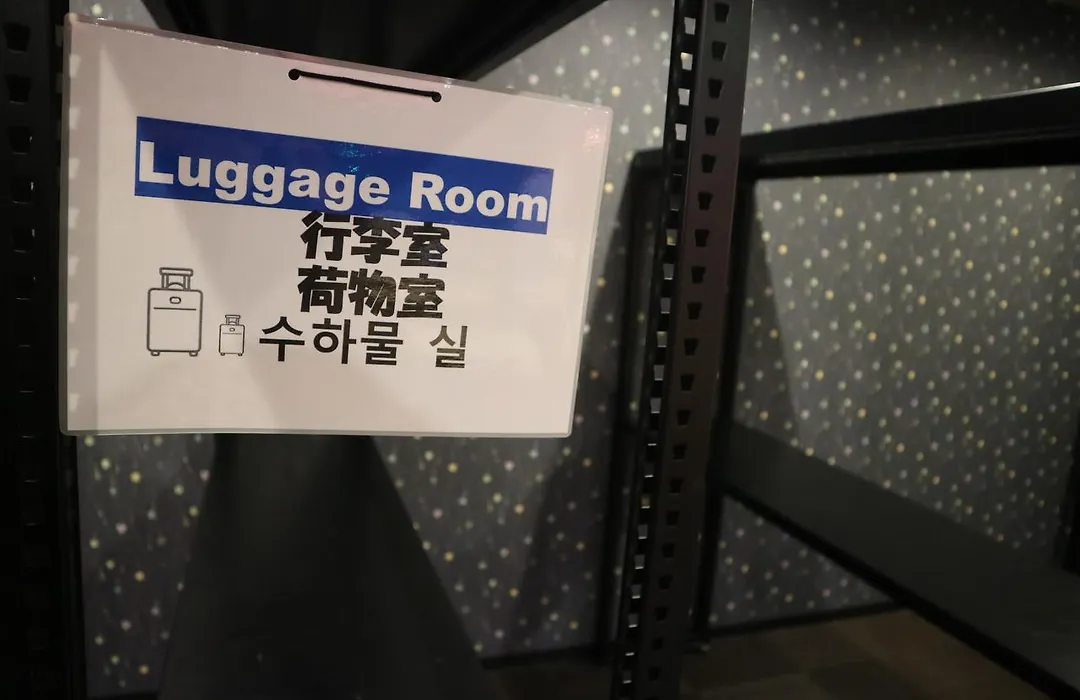 Luggage Room
行李室
荷物室
수하물 실